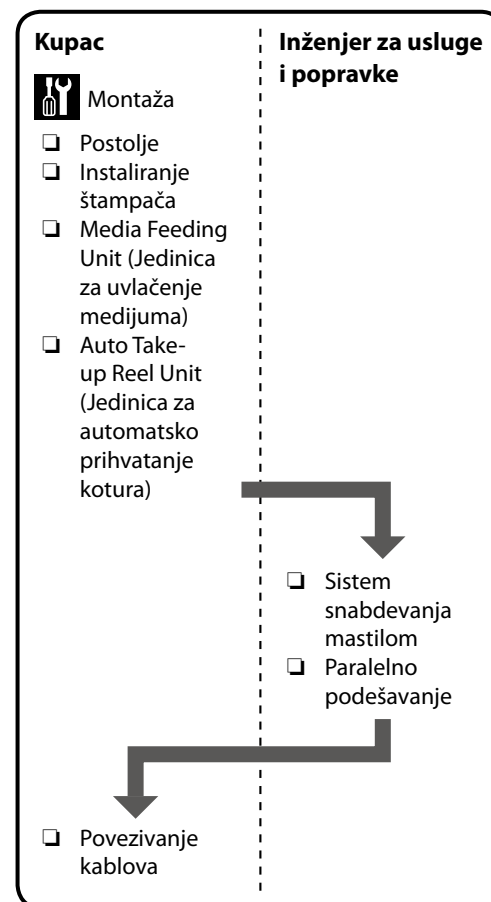 Kupac
Inženjer za usluge
i popravke
Montaža
❏ Postolje
❏ Instaliranje
štampača
❏ Media Feeding
Unit (Jedinica
za uvlačenje
medijuma)
❏ Auto Take-
up Reel Unit
(Jedinica za
automatsko
prihvatanje
kotura)
❏ Sistem
snabdevanja
mastilom
❏ Paralelno
podešavanje
❏ Povezivanje
kablova